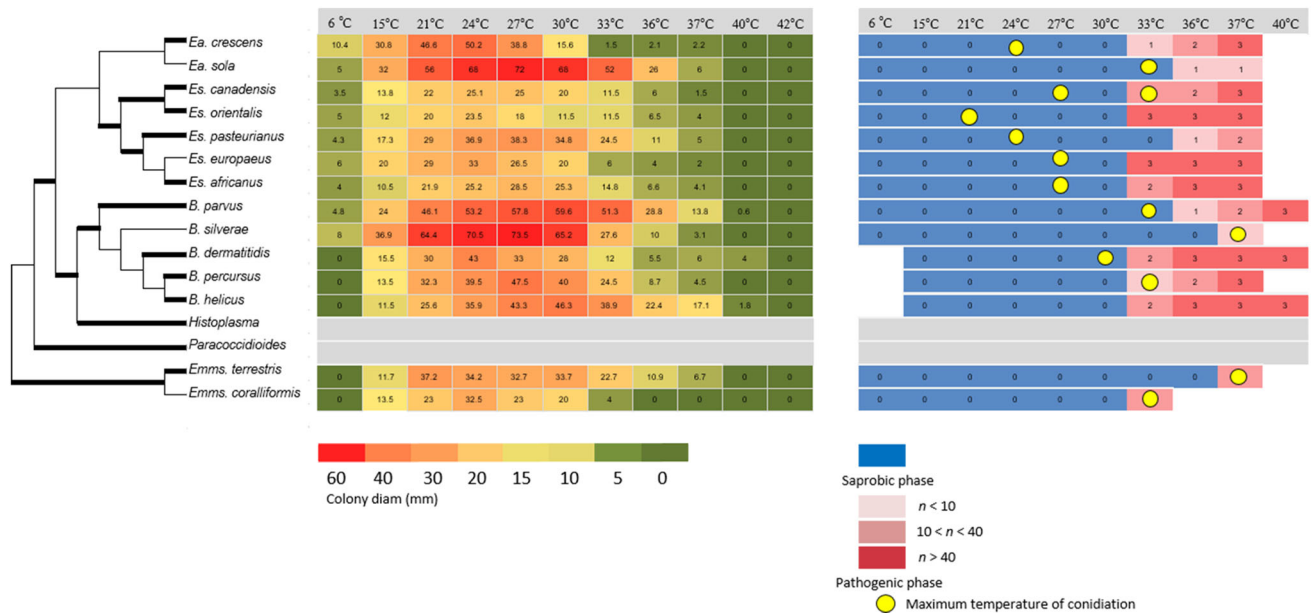 6 °C 15°C 21°C 24°C 27°C 30°C 33°C 36°C 37°C 40°C 42°C 6 °C 15°C 21°C 24°C 27°C 30°C 33°C 36°C 37°C 40°C
Ea. crescens 10.4 30.8 46.6 50.2 38.8 15.6 1.5 2.1 2.2 0 0 0 0 0 0 0 1 2 3
Ea. sola 5 32 56 68 72 68 52 26 6 0 0 0 0 0 0 0 0 1 1
Es. canadensis 3.5 13.8 22 25.1 25 20 11.5 6 1.5 0 0 0 0 0 0 0 2 3
Es. orientalis 5 12 20 23.5 18 11.5 11.5 6.5 4 0 0 0 0 0 0 0 3 3 3
Es. pasteurianus 4.3 17.3 29 36.9 38.3 34.8 24.5 11 5 0 0 0 0 0 0 0 0 1 2
Es. europaeus 6 20 29 33 26.5 20 6 4 2 0 0 0 0 0 0 0 3 3 3
Es. africanus 4 10.5 21.9 25.2 28.5 25.3 14.8 6.6 4.1 0 0 0 0 0 0 0 2 3 3
B. parvus 4.8 24 46.1 53.2 57.8 59.6 51.3 28.8 13.8 0.6 0 0 0 0 0 0 0 1 2 3
B. silverae 8 36.9 64.4 70.5 73.5 65.2 27.6 10 3.1 0 0 0 0 0 0 0 0 0 0
B. dermatitidis 0 15.5 30 43 33 28 12 5.5 6 4 0 0 0 0 0 2 3 3 3
B. percursus 0 13.5 32.3 39.5 47.5 40 24.5 8.7 4.5 0 0 0 0 0 0 0 2 3
B. helicus 0 11.5 25.6 35.9 43.3 46.3 38.9 22.4 17.1 1.8 0 0 0 0 0 0 2 3 3 3
Histoplasma
Paracoccidioides
Emms. terrestris 0 11.7 37.2 34.2 32.7 33.7 22.7 10.9 6.7 0 0 0 0 0 0 0 0 0 0
Emms. coralliformis 0 13.5 23 32.5 23 20 4 0 0 0 0 0 0 0 0 0 0
60 40 30 20 15 10 5 0
Colony diam (mm)
Saprobic phase
n < 10
10 < n < 40
n > 40
Pathogenic phase
Maximum temperature of conidiation